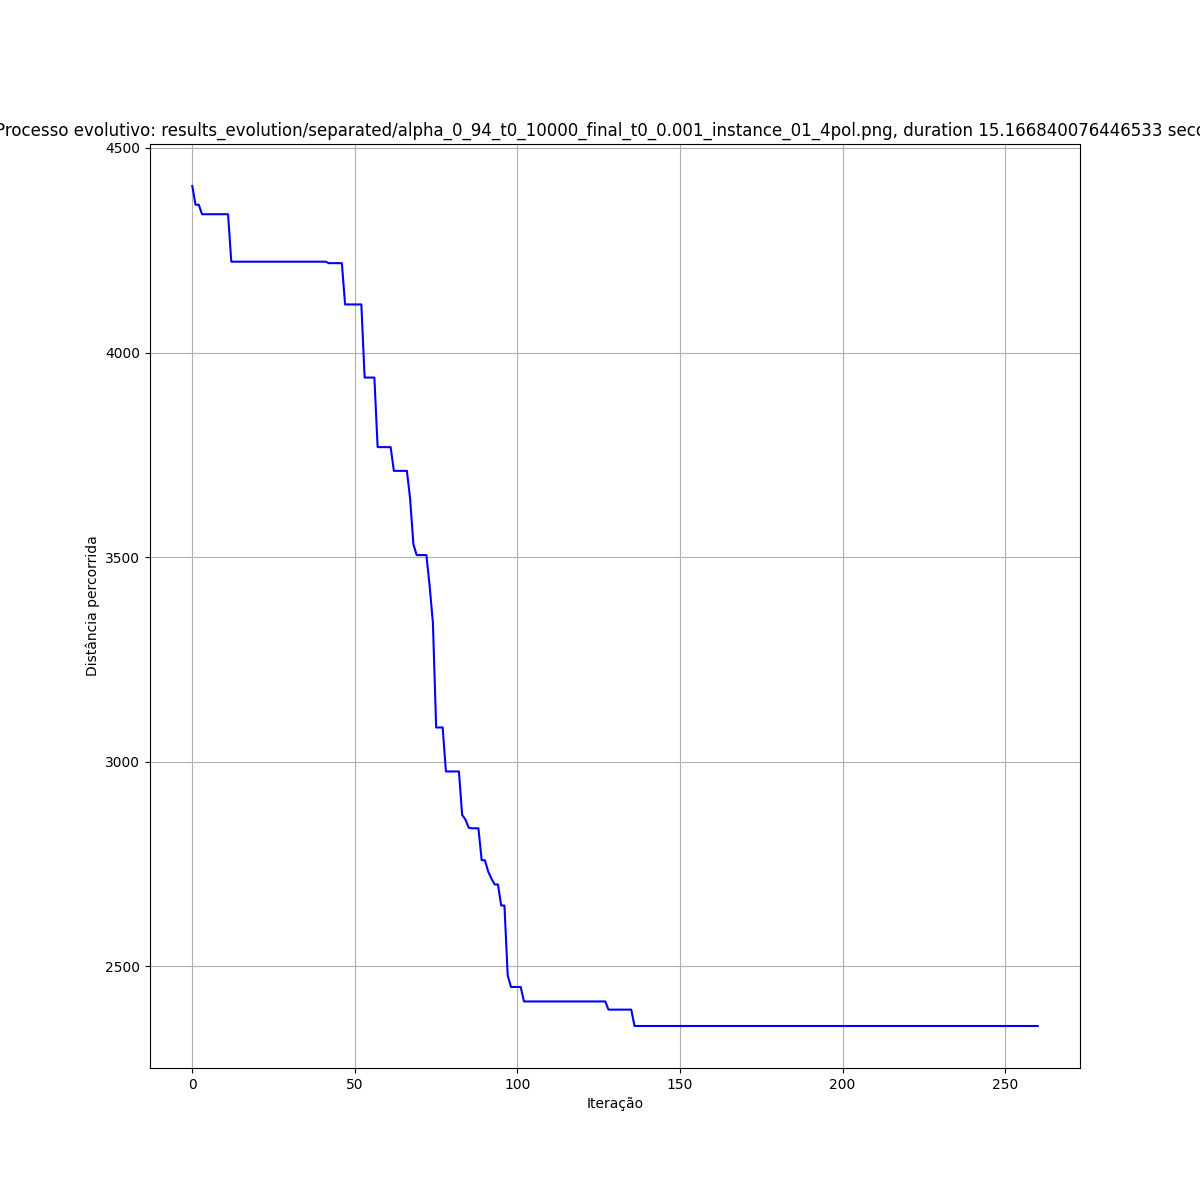 Processo evolutivo: results_evolution/separated/alpha_0_94_t0_10000_final_t0_0.001_instance_01_4pol.png, duration 15.166840076446533 seco
4500
4000
3500
3000
2500
Distância percorrida
0 50 100 150 200 250
Iteração